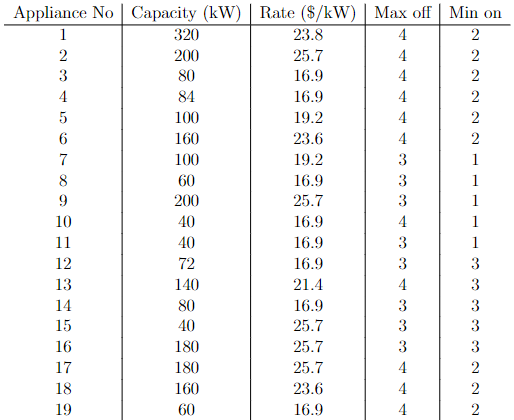 Appliance No Capacity (kW) Rate ($/kW) Max off Min on
1 320 23.8 4 2
2 200 25.7 4 2
3 80 16.9 4 2
4 84 16.9 4 2
5 100 19.2 4 2
6 160 23.6 4 2
7 100 19.2 3 1
8 60 16.9 3 1
9 200 25.7 3 1
10 40 16.9 4 1
11 40 16.9 3 1
12 72 16.9 3 3
13 140 21.4 4 3
14 80 16.9 3 3
15 40 25.7 3 3
16 180 25.7 3 3
17 180 25.7 4 2
18 160 23.6 4 2
19 60 16.9 4 2